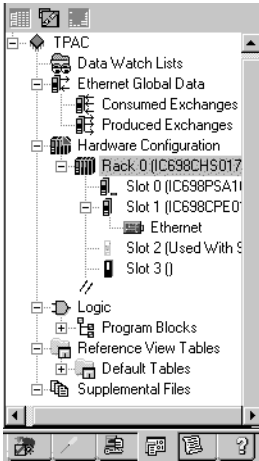 TPAC
Data Watch Lists
Ethernet Global Data
Consumed Exchanges
Produced Exchanges
Hardware Configuration
Rack 0 (IC698CHS017
Slot 0 (IC698PSA1
Slot 1 (IC698CPE0
Ethernet
Slot 2 (Used With S
Slot 3 ()
//
Logic
Program Blocks
Reference View Tables
Default Tables
Supplemental Files